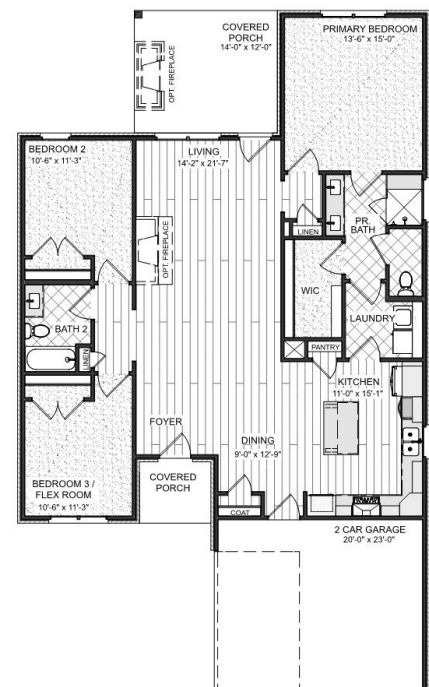 COVERED
PORCH
14'-0" x 12'-0"
OPT. FIREPLACE
PRIMARY BEDROOM
13'-6" x 15'-0"
BEDROOM 2
10'-6" x 11'-3"
LIVING
14'-2" x 21'-7"
OPT. FIREPLACE
LINEN
PR.
BATH
WIC
LAUNDRY
BATH 2
LINEN
PANTRY
KITCHEN
11'-0" x 15'-1"
FOYER
DINING
9'-0" x 12'-9"
BEDROOM 3 /
FLEX ROOM
10'-6" x 11'-3"
COVERED
PORCH
COAT
2 CAR GARAGE
20'-0" x 23'-0"